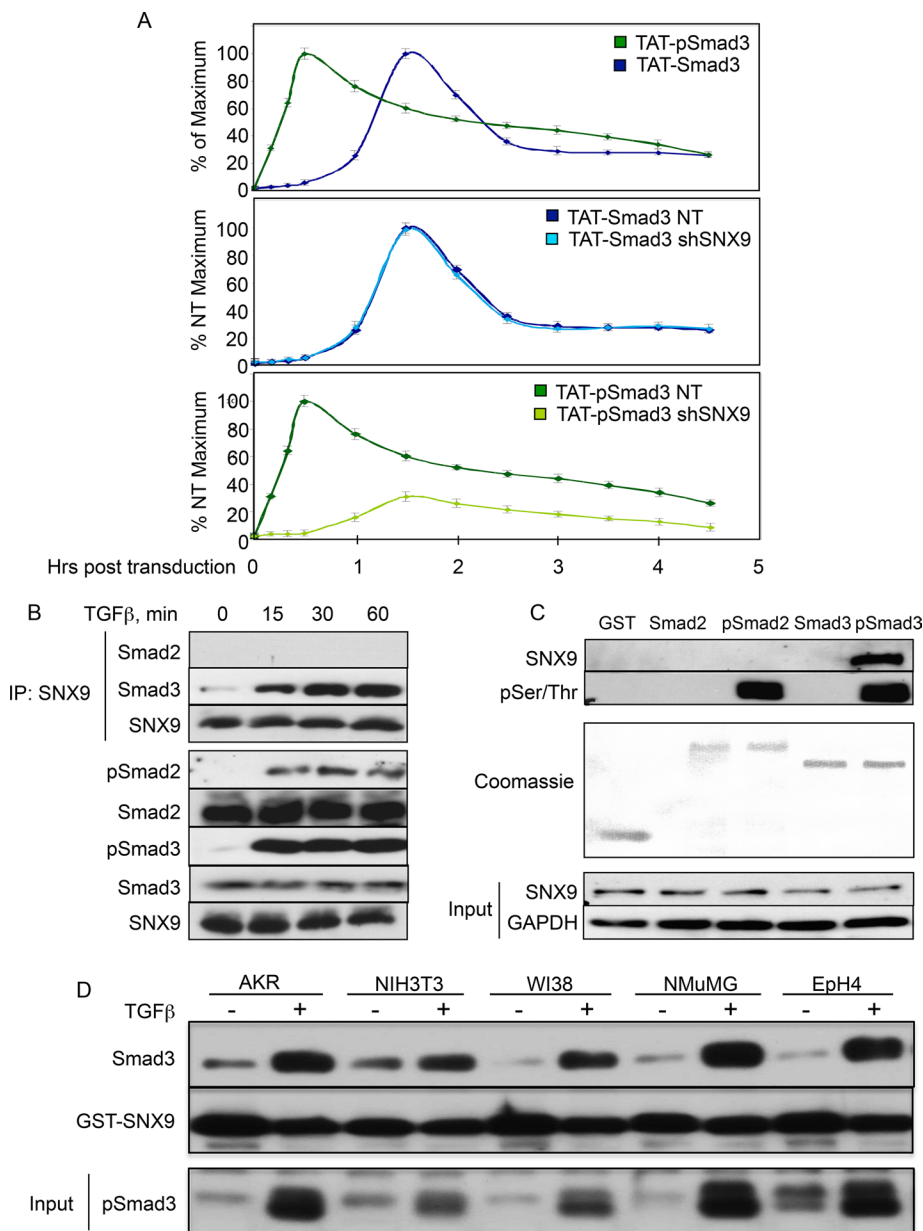 A
% of Maximum
100
80
60
40
20
0
TAT-pSmad3
TAT-Smad3
% NT Maximum
100
80
60
40
20
0
TAT-Smad3 NT
TAT-Smad3 shSNX9
% NT Maximum
100
80
60
40
20
0
TAT-pSmad3 NT
TAT-pSmad3 shSNX9
Hrs post transduction 0 1 2 3 4 5
B
TGFβ, min 0 15 30 60
IP: SNX9
Smad2
Smad3
SNX9
pSmad2
Smad2
pSmad3
Smad3
SNX9
C
GST Smad2 pSmad2 Smad3 pSmad3
SNX9
pSer/Thr
Coomassie
Input
SNX9
GAPDH
D
AKR NIH3T3 WI38 NMuMG EpH4
TGFβ - + - + - + - + - +
Smad3
GST-SNX9
Input pSmad3